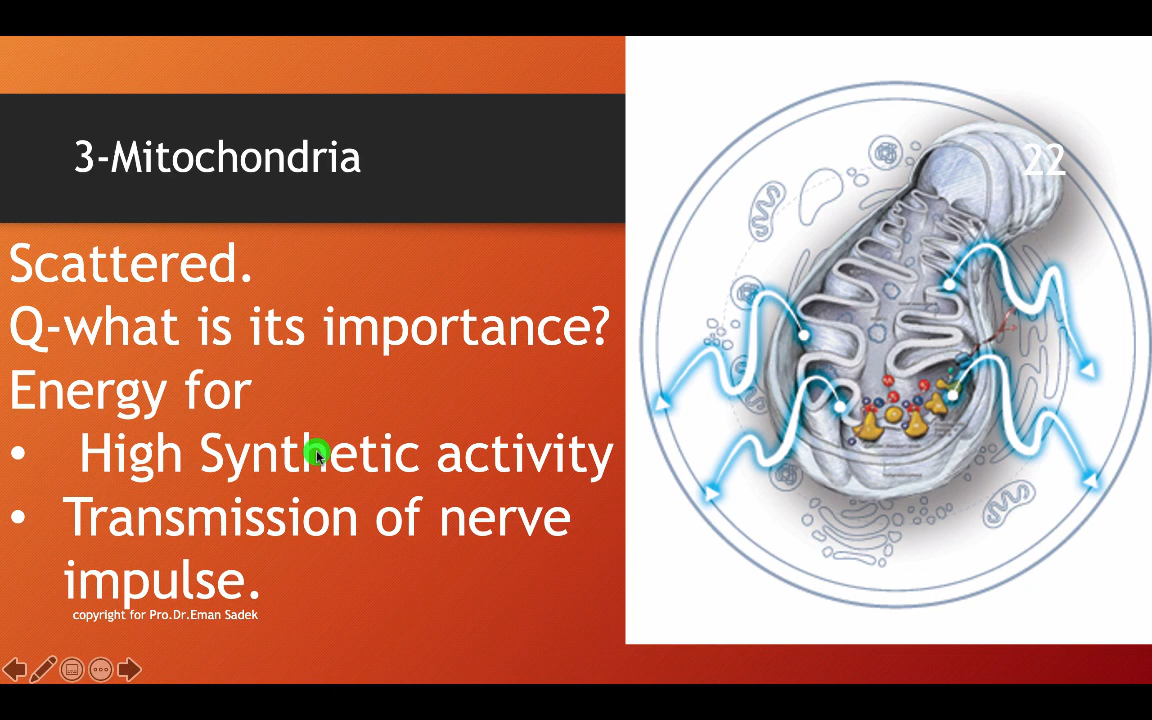 3-Mitochondria
22
Scattered.
Q-what is its importance?
Energy for
• High Synthetic activity
• Transmission of nerve
impulse.
copyright for Pro.Dr.Eman Sadek